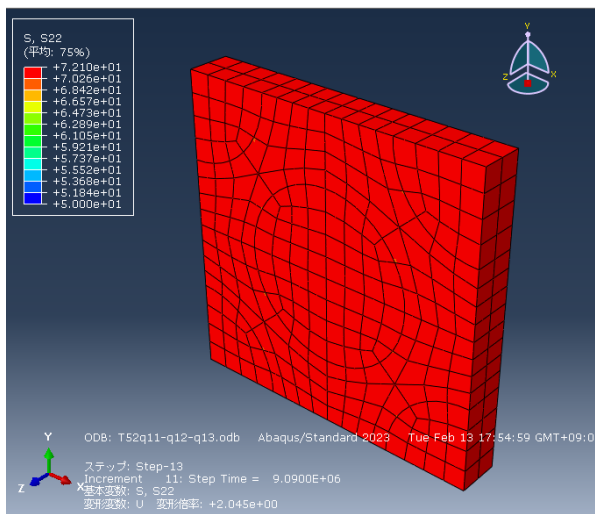 S, S22
(平均: 75%)
+7.210e+01
+7.026e+01
+6.842e+01
+6.657e+01
+6.473e+01
+6.289e+01
+6.105e+01
+5.921e+01
+5.737e+01
+5.552e+01
+5.368e+01
+5.184e+01
+5.000e+01
Y
Z
X
Y
Z
X
ODB: T52q11-q12-q13.odb Abaqus/Standard 2023 Tue Feb 13 17:54:59 GMT+09:0
ステップ: Step-13
Increment 11: Step Time = 9.0900E+06
基本変数: S, S22
変形変数: U 変形倍率: +2.045e+00